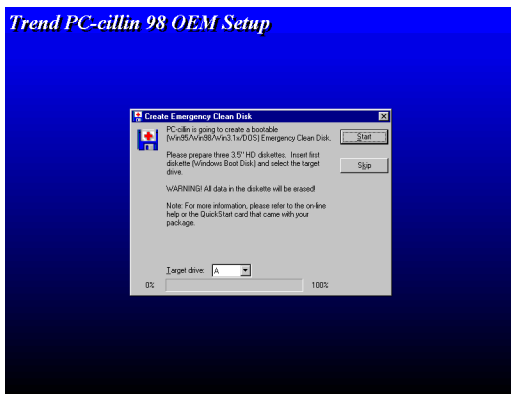 Trend PC-cillin 98 OEM Setup
Create Emergency Clean Disk
PC-cillin is going to create a bootable
(Win95/Win98/Win3.1x/DOS) Emergency Clean Disk.
Start
Please prepare three 3.5" HD diskettes. Insert first
diskette (Windows Boot Disk) and select the target
drive.
Skip
WARNING! All data in the diskette will be erased!
Note: For more information, please refer to the on-line
help or the QuickStart card that came with your
package.
Target drive: A
0% 100%